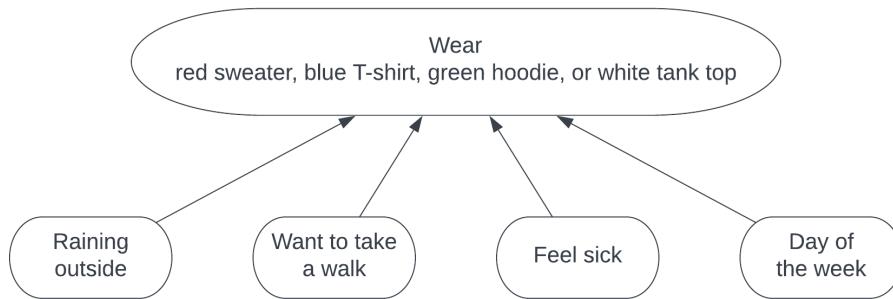 Wear
red sweater, blue T-shirt, green hoodie, or white tank top
Raining
outside
Want to take
a walk
Feel sick
Day of
the week